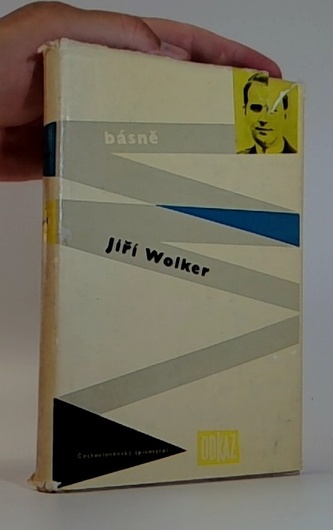 básně
Jiří Wolker
Československý spisovatel
ODKAZ